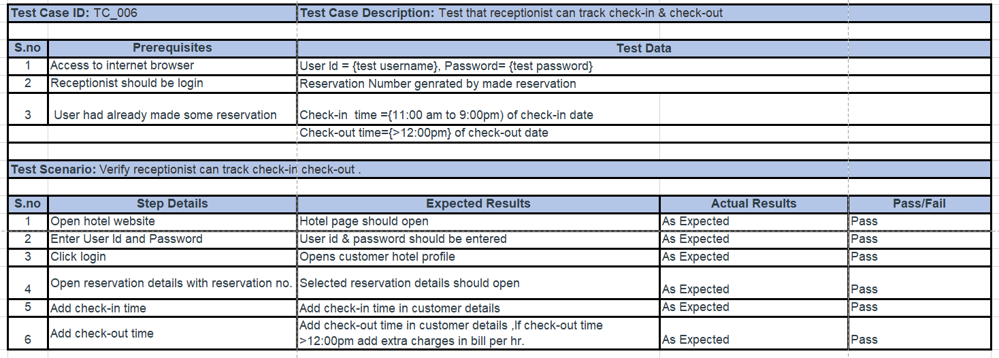 Test Case ID: TC_006 Test Case Description: Test that receptionist can track check-in & check-out
S.no Prerequisites Test Data
1 Access to internet browser User Id = {test username}, Password= {test password}
2 Receptionist should be login Reservation Number genrated by made reservation
3 User had already made some reservation Check-in time ={11:00 am to 9:00pm) of check-in date
Check-out time={>12:00pm} of check-out date
Test Scenario: Verify receptionist can track check-in check-out .
S.no Step Details Expected Results Actual Results Pass/Fail
1 Open hotel website Hotel page should open As Expected Pass
2 Enter User Id and Password User id & password should be entered As Expected Pass
3 Click login Opens customer hotel profile As Expected Pass
4 Open reservation details with reservation no. Selected reservation details should open As Expected Pass
5 Add check-in time Add check-in time in customer details As Expected Pass
6 Add check-out time Add check-out time in customer details ,If check-out time
>12:00pm add extra charges in bill per hr. As Expected Pass